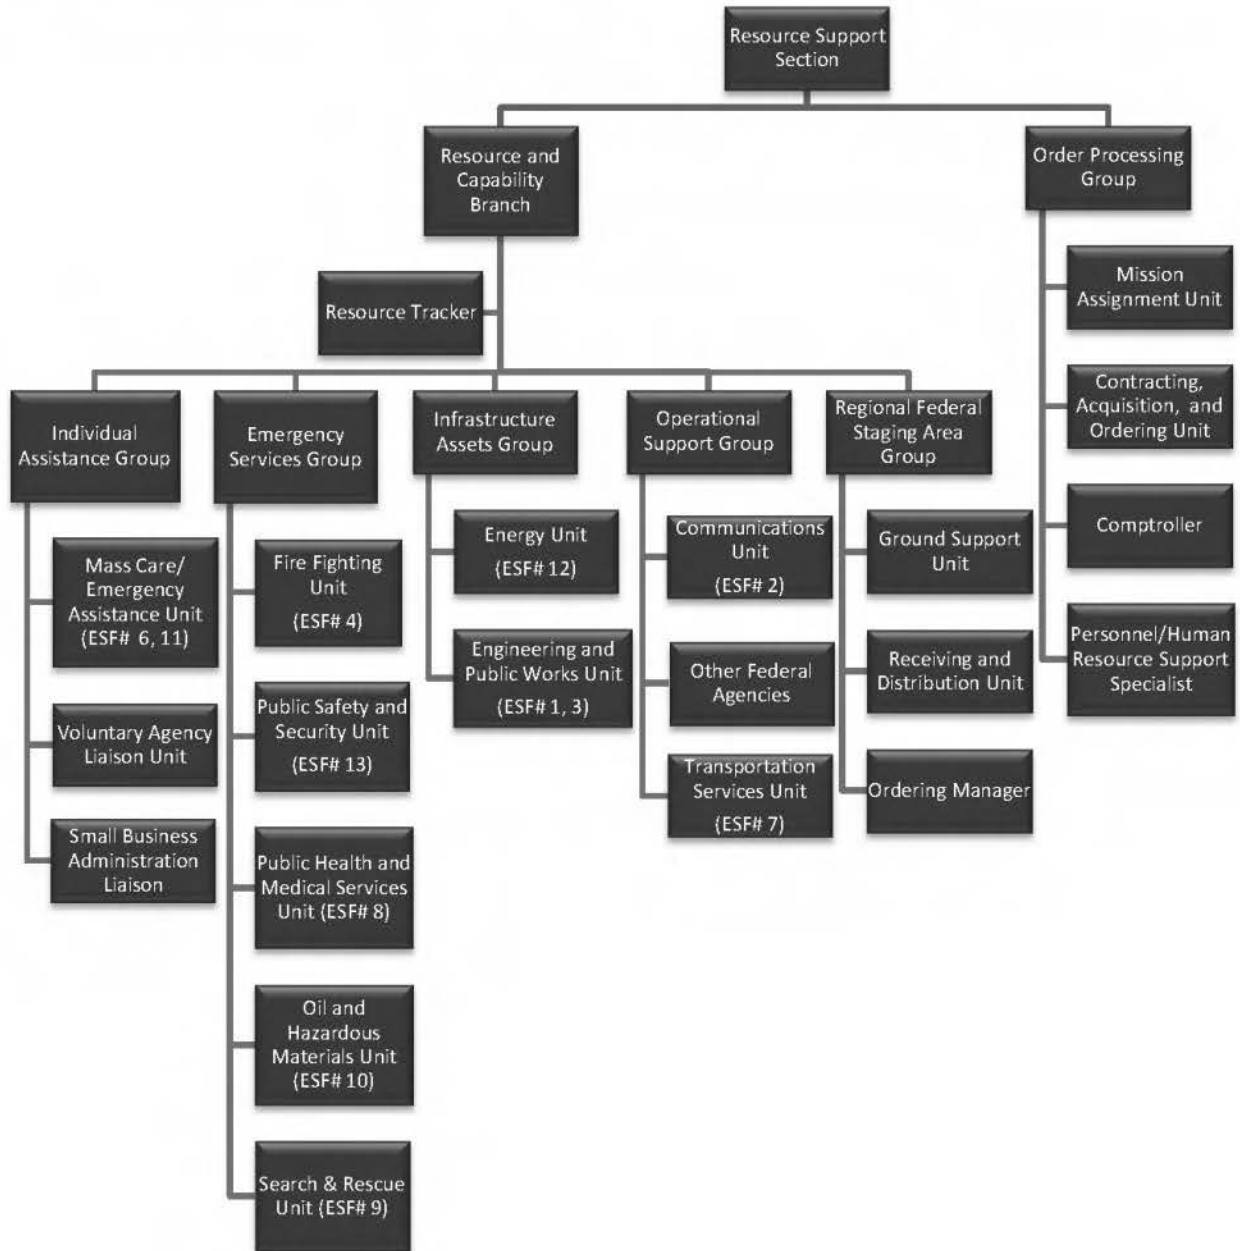 Resource Support
Section
Resource and
Capability
Branch
Order Processing
Group
Resource Tracker
Mission
Assignment Unit
Contracting,
Acquisition, and
Ordering Unit
Comptroller
Personnel/Human
Resource Support
Specialist
Individual
Assistance Group
Mass Care/
Emergency
Assistance Unit
(ESF# 6, 11)
Voluntary Agency
Liaison Unit
Small Business
Administration
Liaison
Emergency
Services Group
Fire Fighting
Unit
(ESF# 4)
Public Safety and
Security Unit
(ESF# 13)
Public Health and
Medical Services
Unit (ESF# 8)
Oil and
Hazardous
Materials Unit
(ESF# 10)
Search & Rescue
Unit (ESF# 9)
Infrastructure
Assets Group
Energy Unit
(ESF# 12)
Engineering and
Public Works Unit
(ESF# 1, 3)
Operational
Support Group
Communications
Unit
(ESF# 2)
Other Federal
Agencies
Transportation
Services Unit
(ESF# 7)
Regional Federal
Staging Area
Group
Ground Support
Unit
Receiving and
Distribution Unit
Ordering Manager